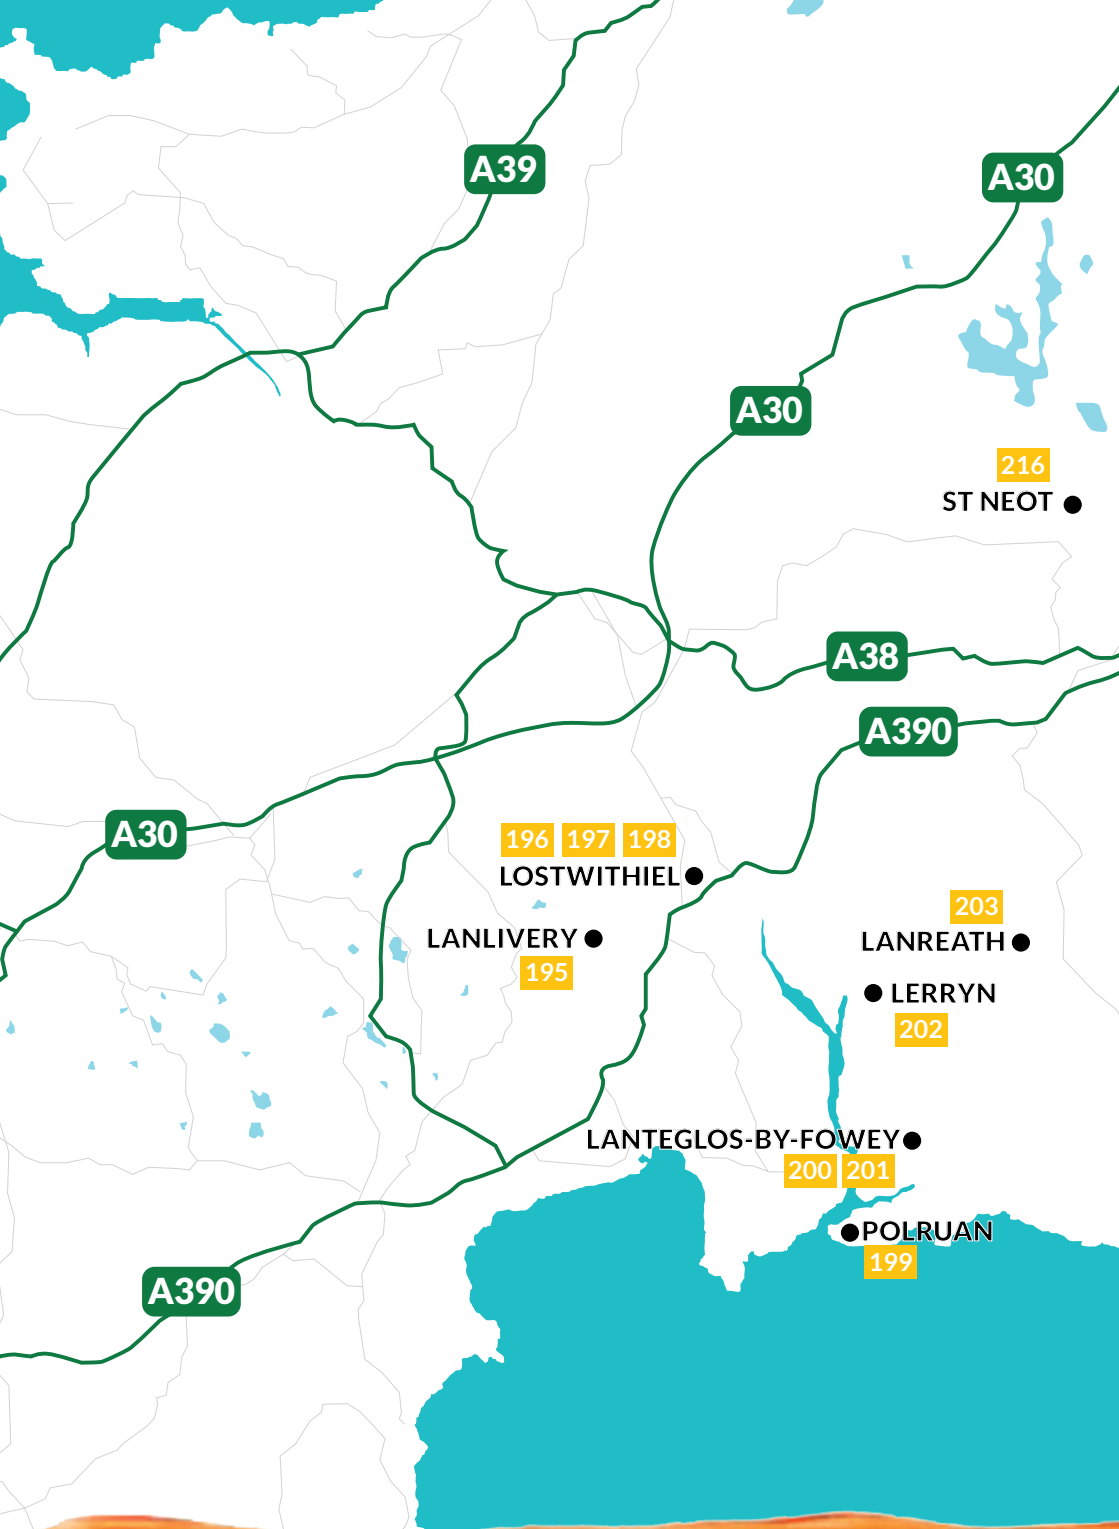 A39
A30
A30
216
ST NEOT
A38
A390
A30
196 197 198
LOSTWITHIEL
203
LANLIVERY
LANREATH
195
LERRYN
202
LANTEGLOS-BY-FOWEY
200 201
POLRUAN
199
A390